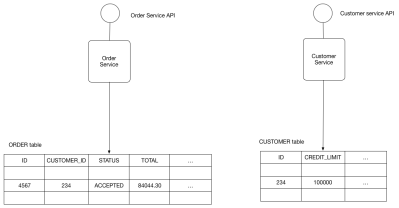 Order Service API
Customer service API
Order
Service
Customer
Service
ORDER table
ID CUSTOMER_ID STATUS TOTAL ...
4567 234 ACCEPTED 84044.30 ...
CUSTOMER table
ID CREDIT_LIMIT ...
234 100000 ...